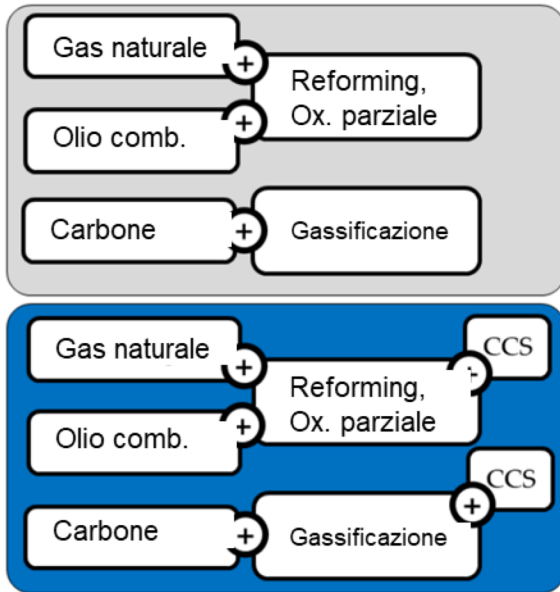 Gas naturale
+
Reforming,
Ox. parziale
+
Olio comb.
Carbone
+
Gassificazione
Gas naturale
+
Reforming,
Ox. parziale
+
CCS
Olio comb.
+
Carbone
+
Gassificazione
+
CCS